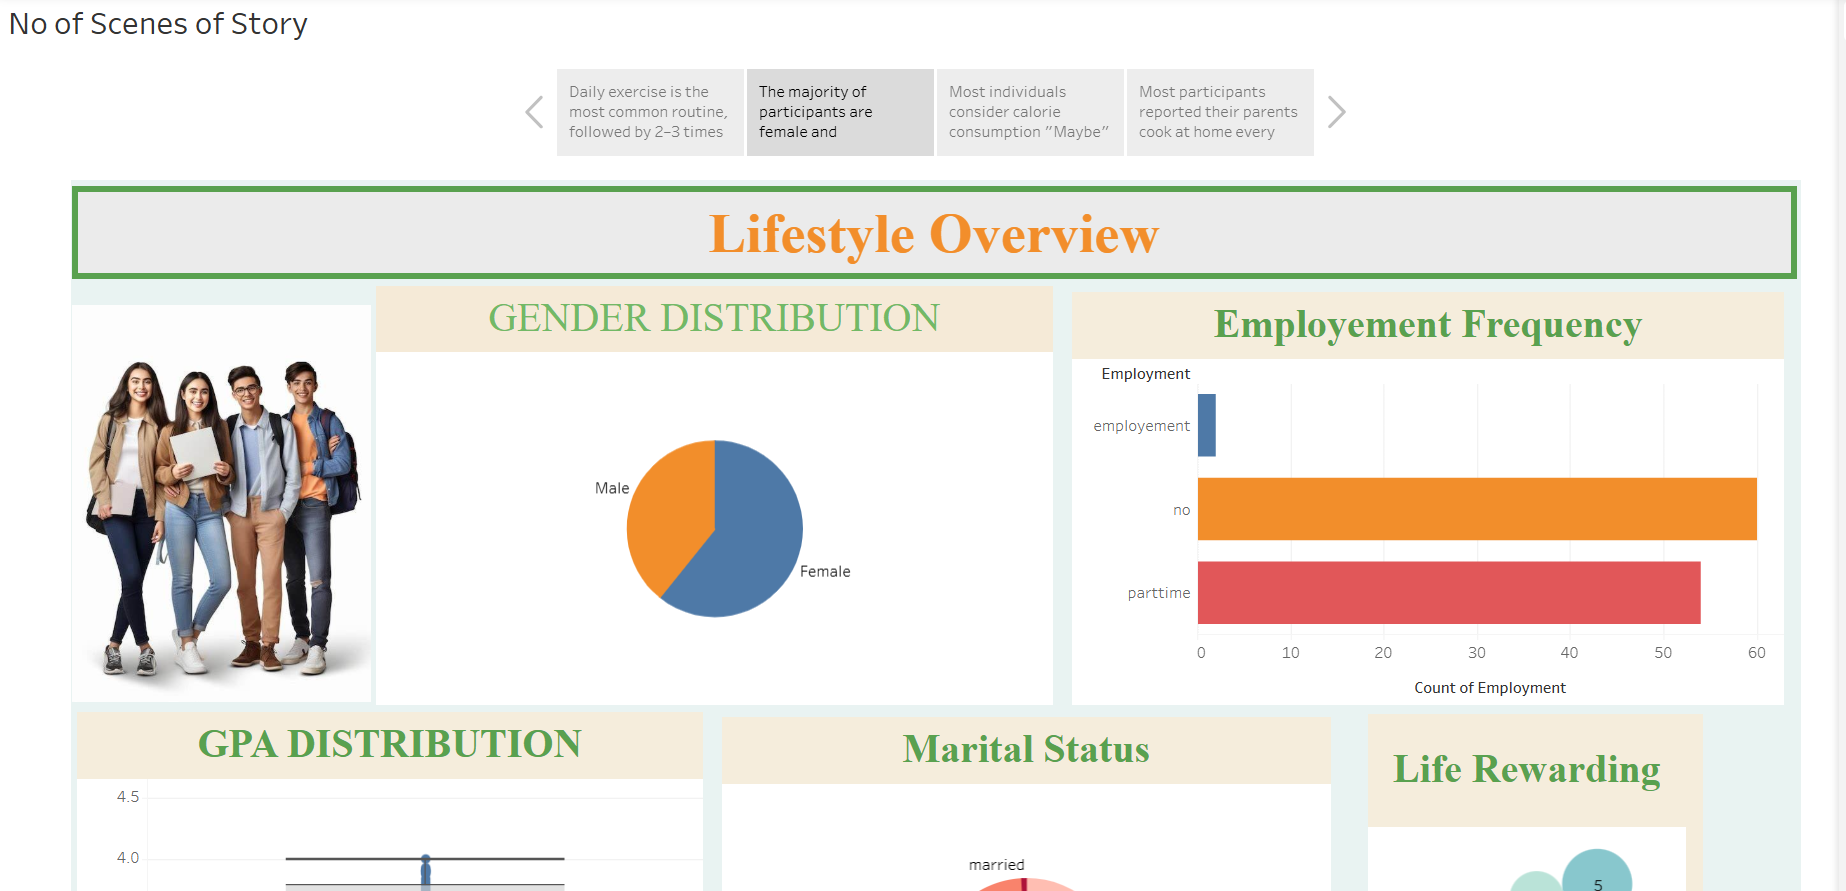 No of Scenes of Story
Daily exercise is the
most common routine,
followed by 2–3 times
The majority of
participants are
female and
Most individuals
consider calorie
consumption "Maybe"
Most participants
reported their parents
cook at home every
Lifestyle Overview
GENDER DISTRIBUTION
Male
Female
Employement Frequency
Employment
employement
no
parttime
0 10 20 30 40 50 60
Count of Employment
GPA DISTRIBUTION
4.5
4.0
Marital Status
married
Life Rewarding
5